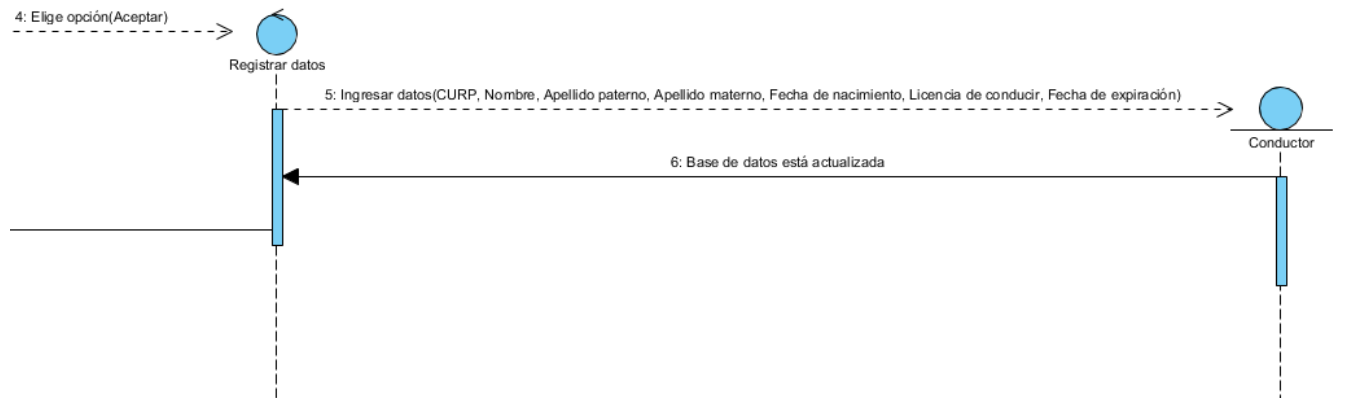 4: Elige opción(Aceptar)
Registrar datos
5: Ingresar datos(CURP, Nombre, Apellido paterno, Apellido materno, Fecha de nacimiento, Licencia de conducir, Fecha de expiración)
Conductor
6: Base de datos está actualizada